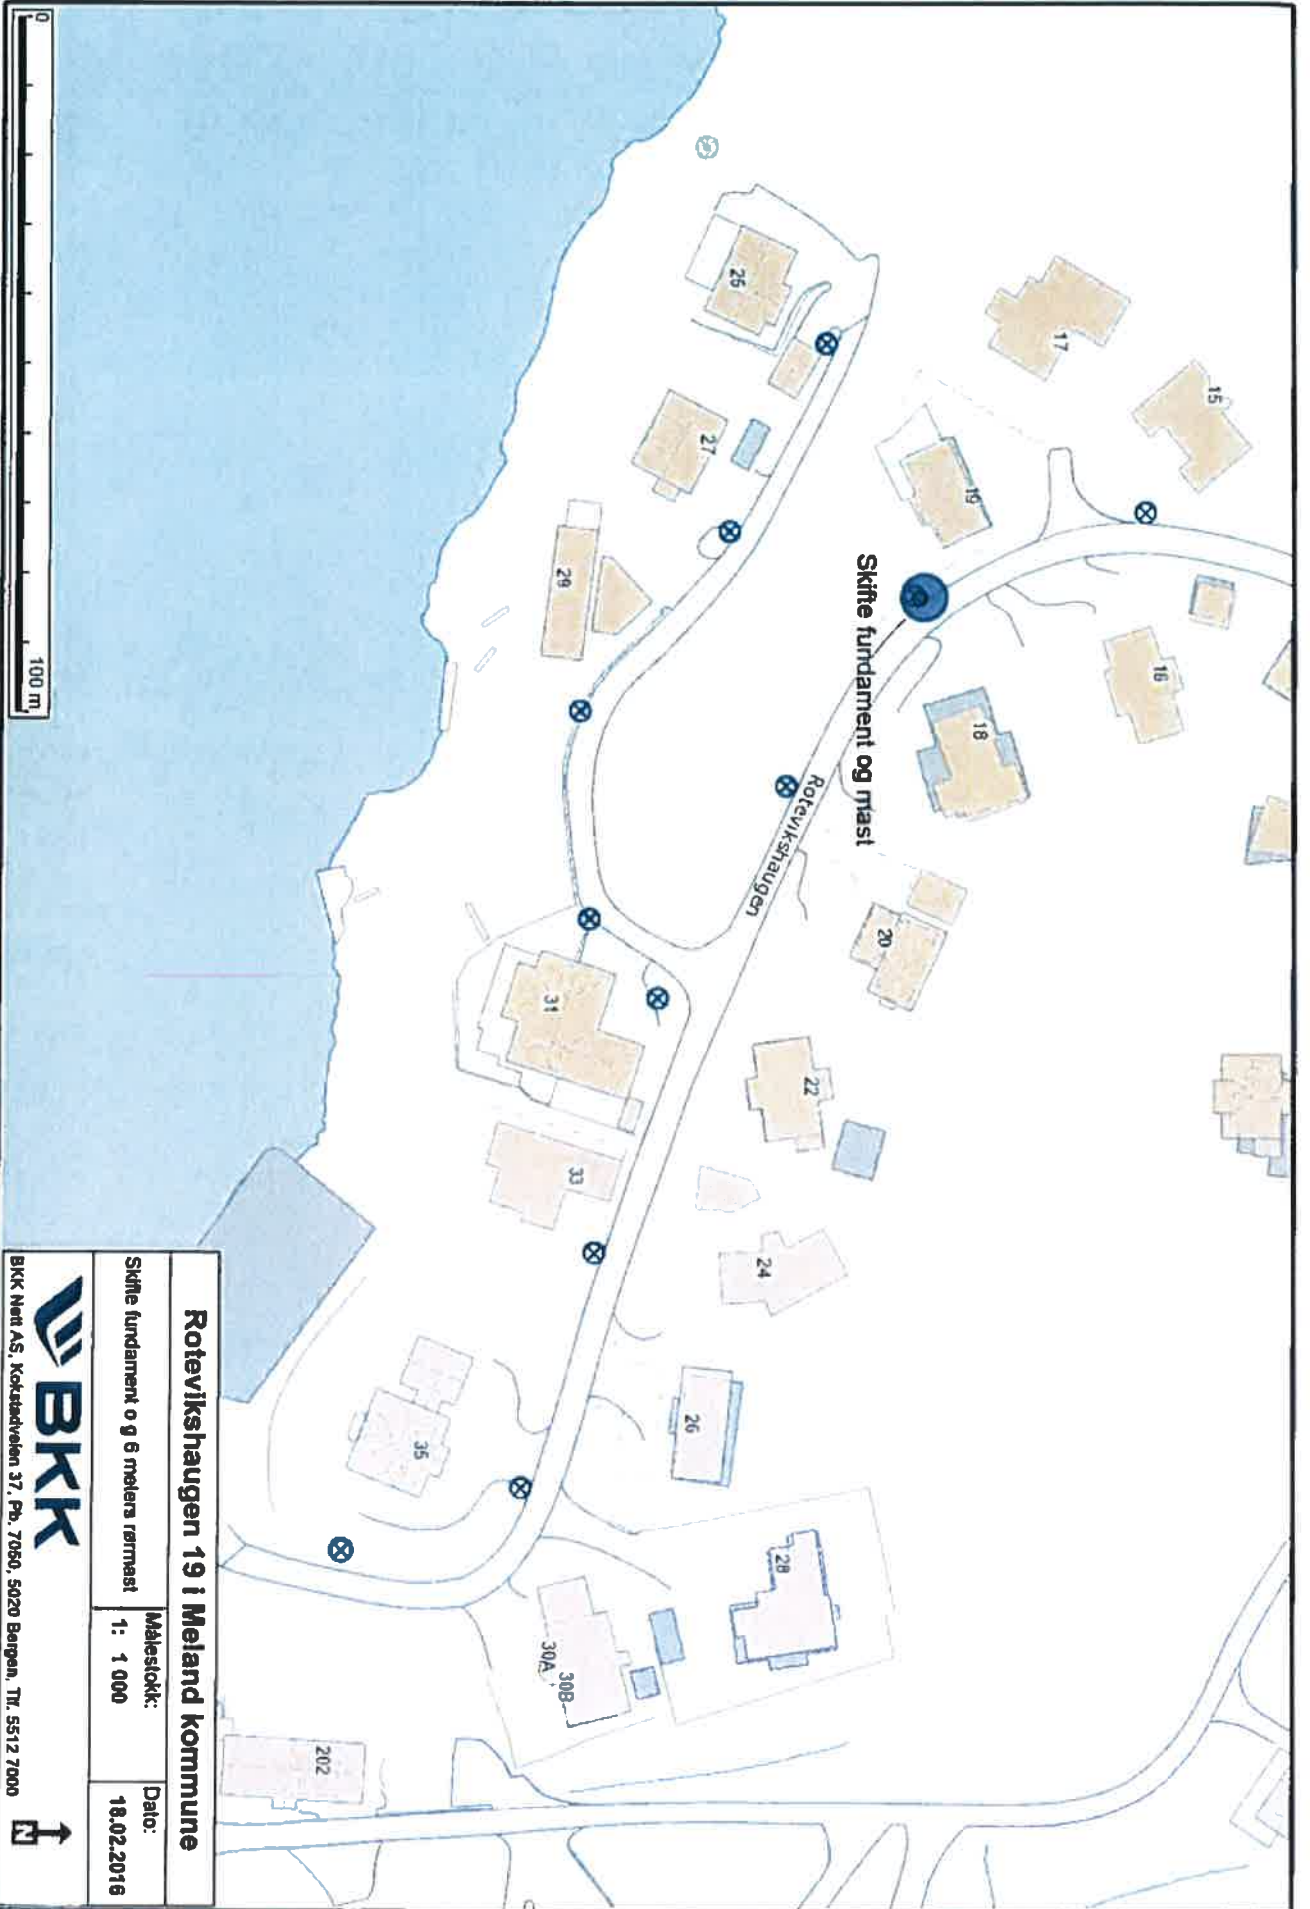 15
17
19
16
25
27
29
18
Skifte fundament og mast
Rotevikshaugen
20
31
22
33
24
26
35
28
30A
30B
202
0
100 m
Rotevikshaugen 19 i Meland kommune
Skifte fundament og 6 meters rørmast
Målestokk:
1: 1 000
Dato:
18.02.2016
BKK
BKK Nett AS, Kokstadveien 37, Pb. 7050, 5020 Bergen, Tlf. 5512 7000
N